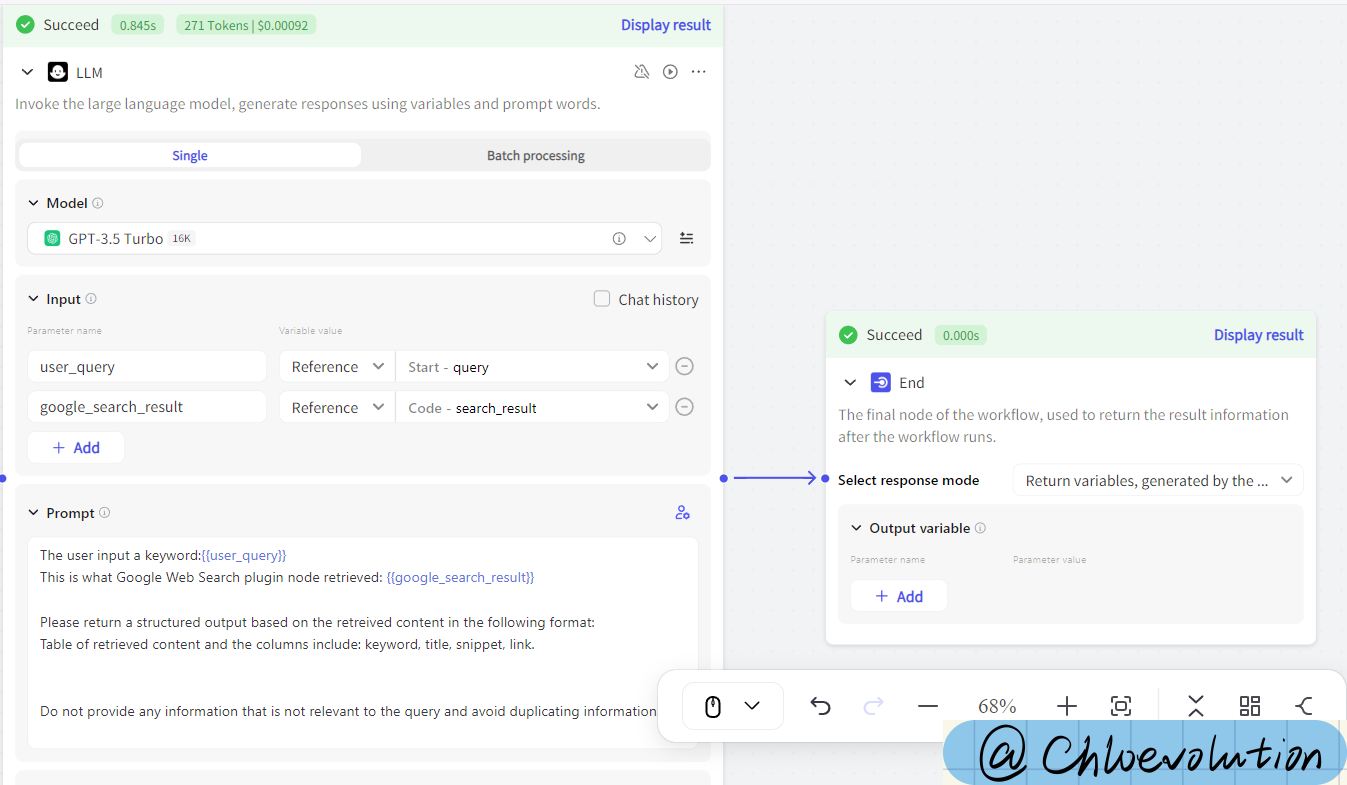 Succeed 0.845s 271 Tokens | $0.00092 Display result
LLM
Invoke the large language model, generate responses using variables and prompt words.
Single Batch processing
Model
GPT-3.5 Turbo 16K
Input Chat history
Parameter name Variable value
user_query Reference Start - query
google_search_result Reference Code - search_result
+ Add
Prompt
The user input a keyword:{{user_query}}
This is what Google Web Search plugin node retrieved: {{google_search_result}}
Please return a structured output based on the retreived content in the following format:
Table of retrieved content and the columns include: keyword, title, snippet, link.
Do not provide any information that is not relevant to the query and avoid duplicating information
Succeed 0.000s Display result
End
The final node of the workflow, used to return the result information
after the workflow runs.
Select response mode Return variables, generated by the ...
Output variable
Parameter name Parameter value
+ Add
68%
@ Chloevolution